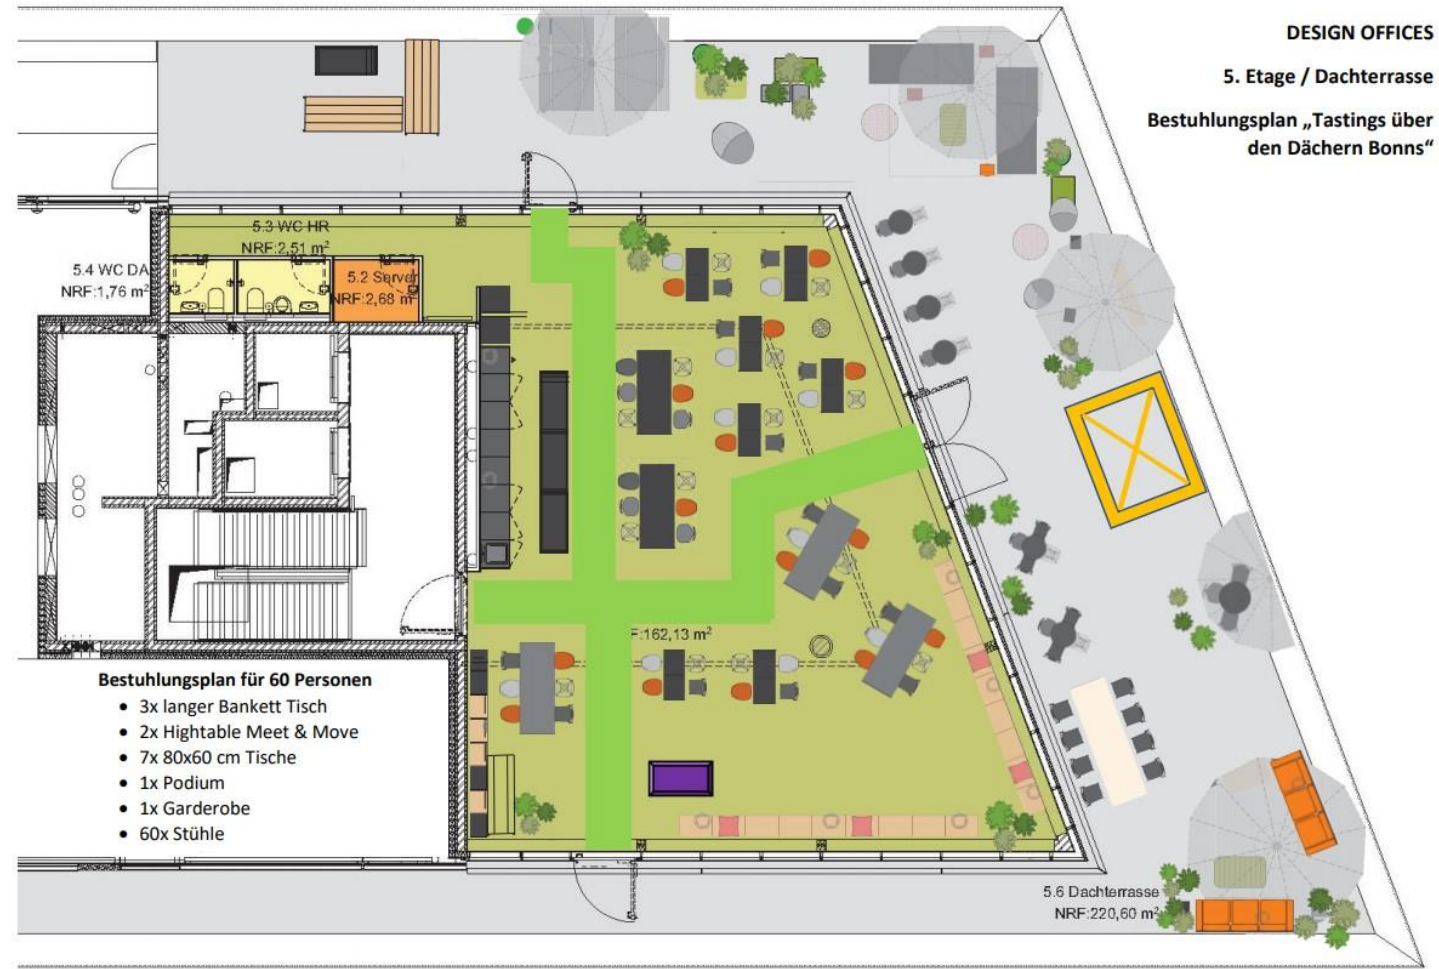 DESIGN OFFICES
5. Etage / Dachterrasse
Bestuhlungsplan „Tastings über
den Dächern Bonns“
5.3 WC HR
NRF:2,51 m²
5.4 WC DA
NRF:1,76 m²
5.2 Server
NRF:2,68 m²
F:162,13 m²
Bestuhlungsplan für 60 Personen
• 3x langer Bankett Tisch
• 2x Hightable Meet & Move
• 7x 80x60 cm Tische
• 1x Podium
• 1x Garderobe
• 60x Stühle
5.6 Dachterrasse
NRF:220,60 m²